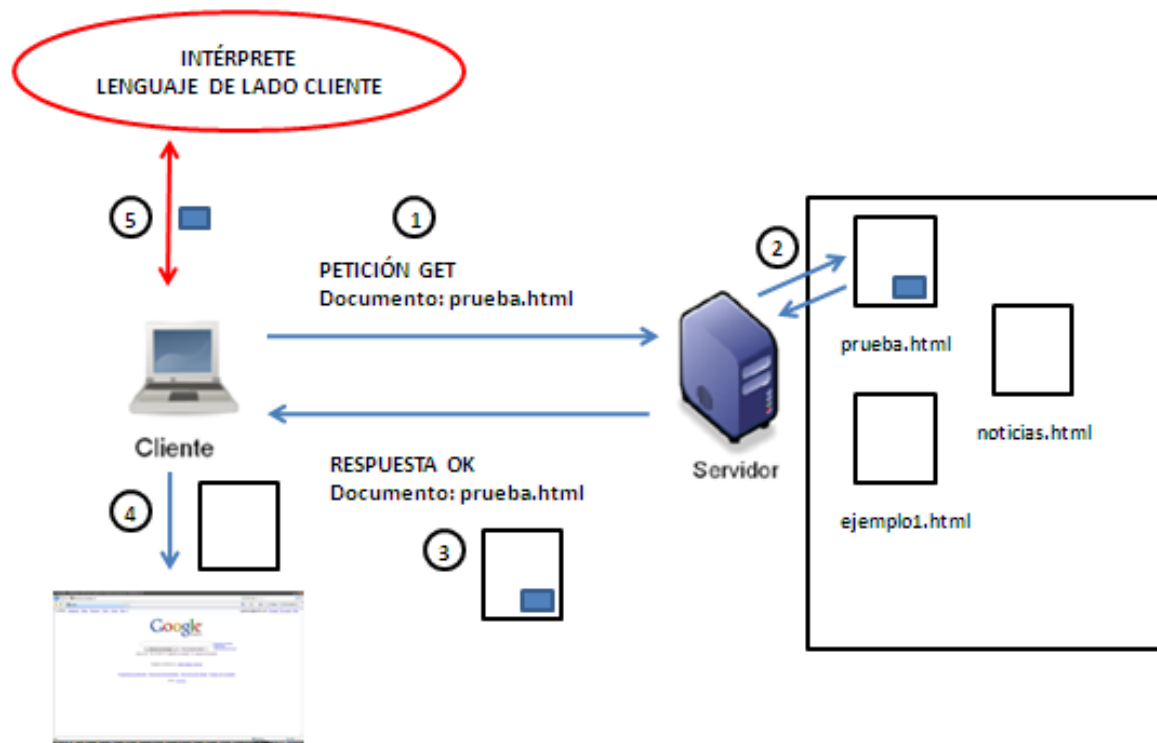 INTÉRPRETE
LENGUAJE DE LADO CLIENTE
5
1
2
PETICIÓN GET
Documento: prueba.html
prueba.html
noticias.html
Cliente
Servidor
RESPUESTA OK
Documento: prueba.html
ejemplo1.html
4
3
Google